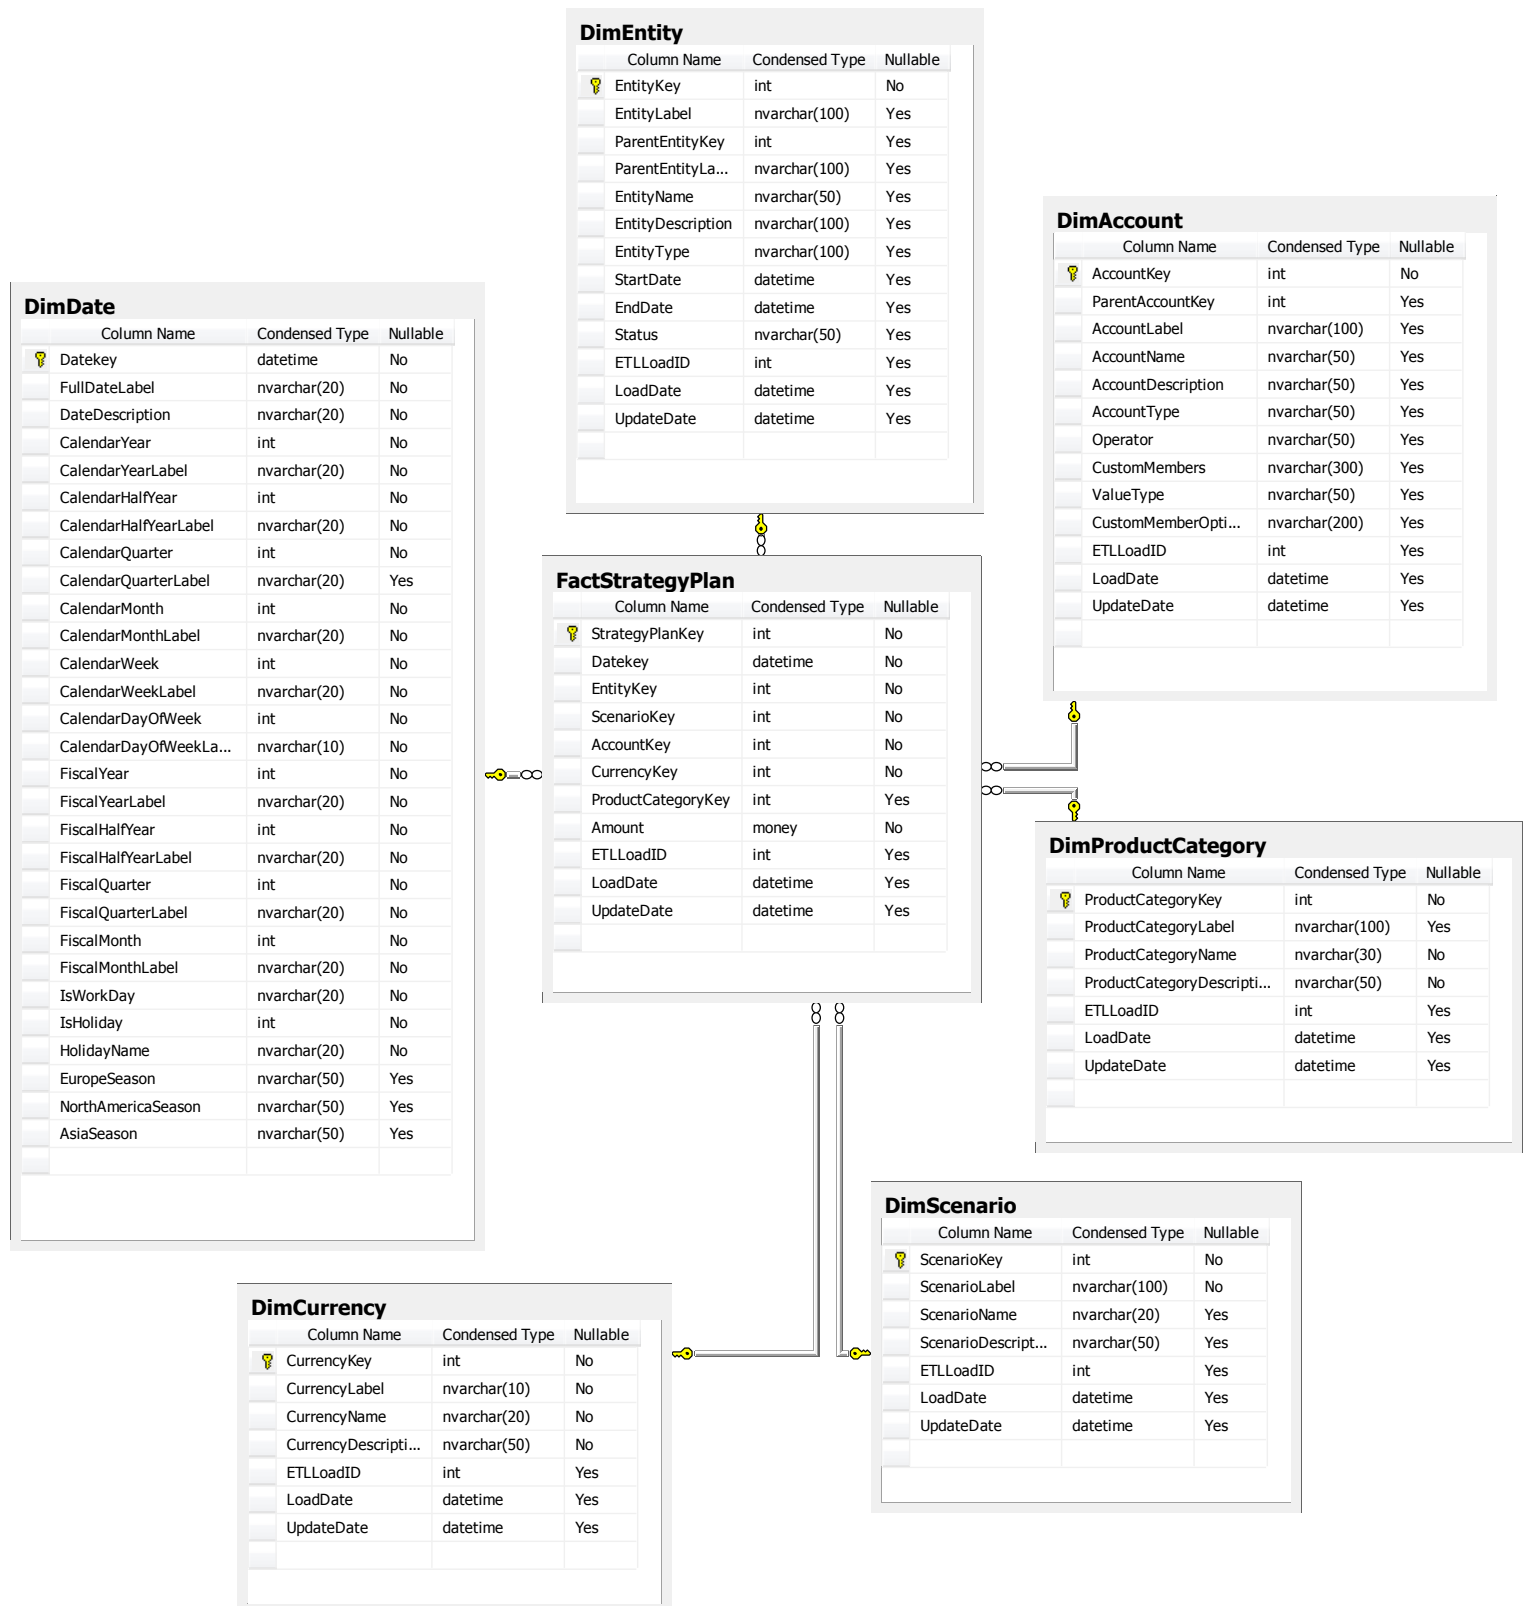 DimEntity
Column Name Condensed Type Nullable
EntityKey int No
EntityLabel nvarchar(100) Yes
ParentEntityKey int Yes
ParentEntityLa... nvarchar(100) Yes
EntityName nvarchar(50) Yes
EntityDescription nvarchar(100) Yes
EntityType nvarchar(100) Yes
StartDate datetime Yes
EndDate datetime Yes
Status nvarchar(50) Yes
ETLLoadID int Yes
LoadDate datetime Yes
UpdateDate datetime Yes
DimAccount
Column Name Condensed Type Nullable
AccountKey int No
ParentAccountKey int Yes
AccountLabel nvarchar(100) Yes
AccountName nvarchar(50) Yes
AccountDescription nvarchar(50) Yes
AccountType nvarchar(50) Yes
Operator nvarchar(50) Yes
CustomMembers nvarchar(300) Yes
ValueType nvarchar(50) Yes
CustomMemberOpti... nvarchar(200) Yes
ETLLoadID int Yes
LoadDate datetime Yes
UpdateDate datetime Yes
DimDate
Column Name Condensed Type Nullable
Datekey datetime No
FullDateLabel nvarchar(20) No
DateDescription nvarchar(20) No
CalendarYear int No
CalendarYearLabel nvarchar(20) No
CalendarHalfYear int No
CalendarHalfYearLabel nvarchar(20) No
CalendarQuarter int No
CalendarQuarterLabel nvarchar(20) Yes
CalendarMonth int No
CalendarMonthLabel nvarchar(20) No
CalendarWeek int No
CalendarWeekLabel nvarchar(20) No
CalendarDayOfWeek int No
CalendarDayOfWeekLa... nvarchar(10) No
FiscalYear int No
FiscalYearLabel nvarchar(20) No
FiscalHalfYear int No
FiscalHalfYearLabel nvarchar(20) No
FiscalQuarter int No
FiscalQuarterLabel nvarchar(20) No
FiscalMonth int No
FiscalMonthLabel nvarchar(20) No
IsWorkDay nvarchar(20) No
IsHoliday int No
HolidayName nvarchar(20) No
EuropeSeason nvarchar(50) Yes
NorthAmericaSeason nvarchar(50) Yes
AsiaSeason nvarchar(50) Yes
FactStrategyPlan
Column Name Condensed Type Nullable
StrategyPlanKey int No
Datekey datetime No
EntityKey int No
ScenarioKey int No
AccountKey int No
CurrencyKey int No
ProductCategoryKey int Yes
Amount money No
ETLLoadID int Yes
LoadDate datetime Yes
UpdateDate datetime Yes
DimProductCategory
Column Name Condensed Type Nullable
ProductCategoryKey int No
ProductCategoryLabel nvarchar(100) Yes
ProductCategoryName nvarchar(30) No
ProductCategoryDescripti... nvarchar(50) No
ETLLoadID int Yes
LoadDate datetime Yes
UpdateDate datetime Yes
DimScenario
Column Name Condensed Type Nullable
ScenarioKey int No
ScenarioLabel nvarchar(100) No
ScenarioName nvarchar(20) Yes
ScenarioDescript... nvarchar(50) Yes
ETLLoadID int Yes
LoadDate datetime Yes
UpdateDate datetime Yes
DimCurrency
Column Name Condensed Type Nullable
CurrencyKey int No
CurrencyLabel nvarchar(10) No
CurrencyName nvarchar(20) No
CurrencyDescripti... nvarchar(50) No
ETLLoadID int Yes
LoadDate datetime Yes
UpdateDate datetime Yes